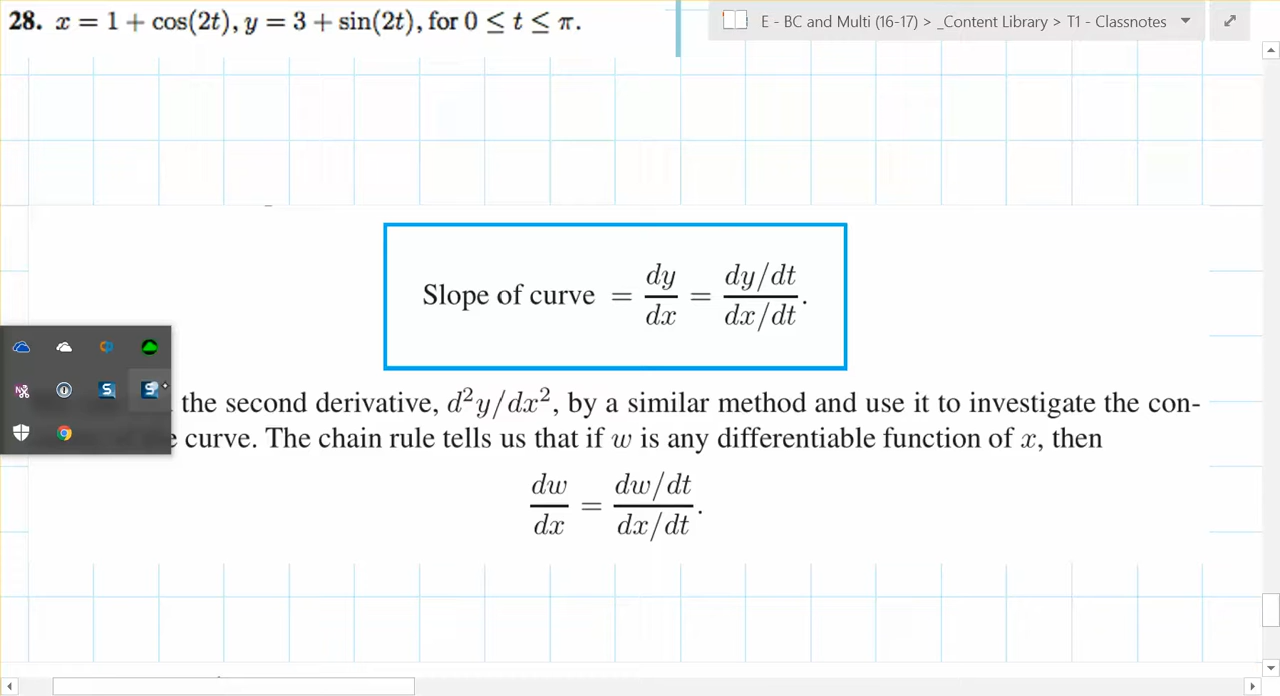 28. x = 1 + cos(2t), y = 3 + sin(2t), for 0 ≤ t ≤ π.
E - BC and Multi (16-17) > _Content Library > T1 - Classnotes
Slope of curve = dy/dx = (dy/dt)/(dx/dt).
the second derivative, d²y/dx², by a similar method and use it to investigate the con-
e curve. The chain rule tells us that if w is any differentiable function of x, then
dw/dx = (dw/dt)/(dx/dt).